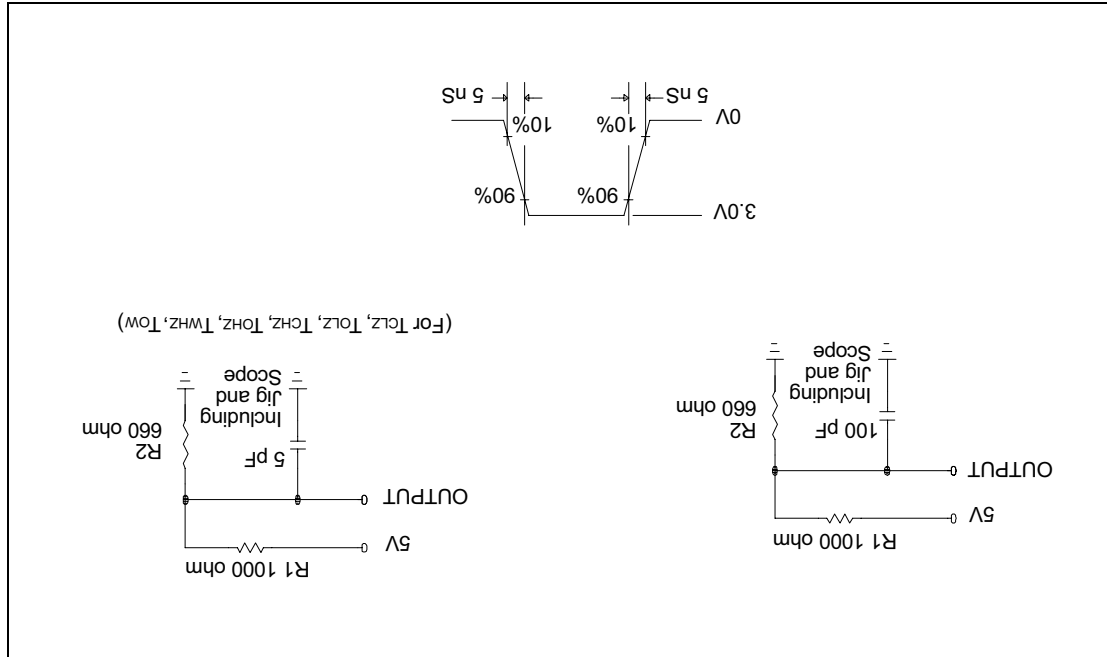 R1 1000 ohm
5V
OUTPUT
100 pF
Including
Jig and
Scope
R2
660 ohm
R1 1000 ohm
5V
OUTPUT
5 pF
Including
Jig and
Scope
R2
660 ohm
(For TCLZ, TOLZ, TCHZ, TOHZ, TWHZ, TOW)
3.0V
90%
90%
0V
10%
10%
5 nS
5 nS